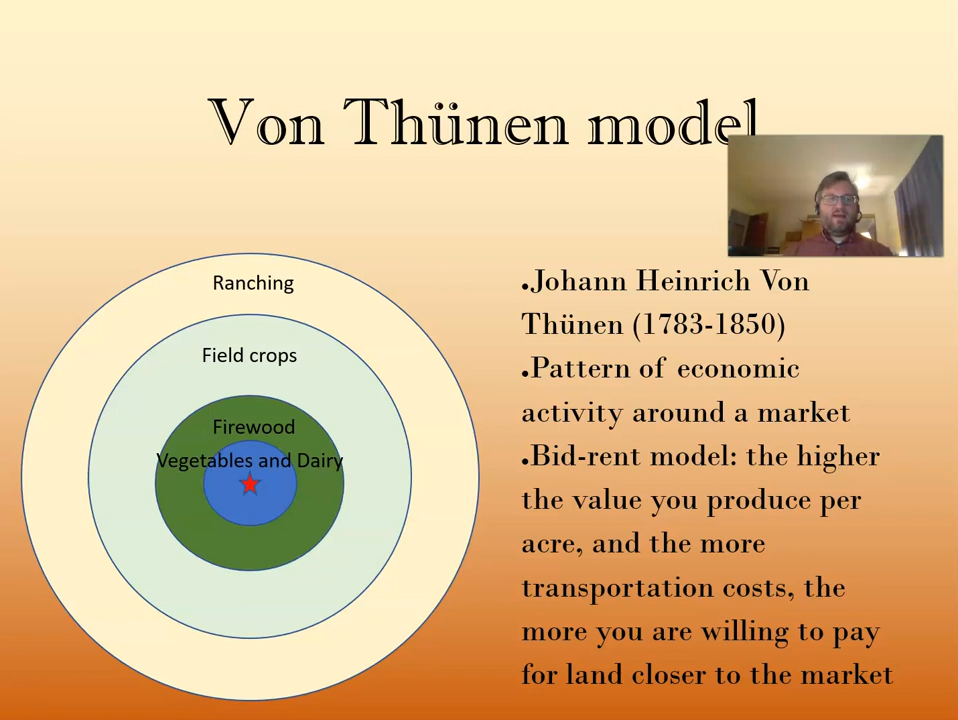 Von Thünen model
Ranching
Field crops
Firewood
Vegetables and Dairy
.Johann Heinrich Von
Thünen (1783-1850)
.Pattern of economic
activity around a market
.Bid-rent model: the higher
the value you produce per
acre, and the more
transportation costs, the
more you are willing to pay
for land closer to the market